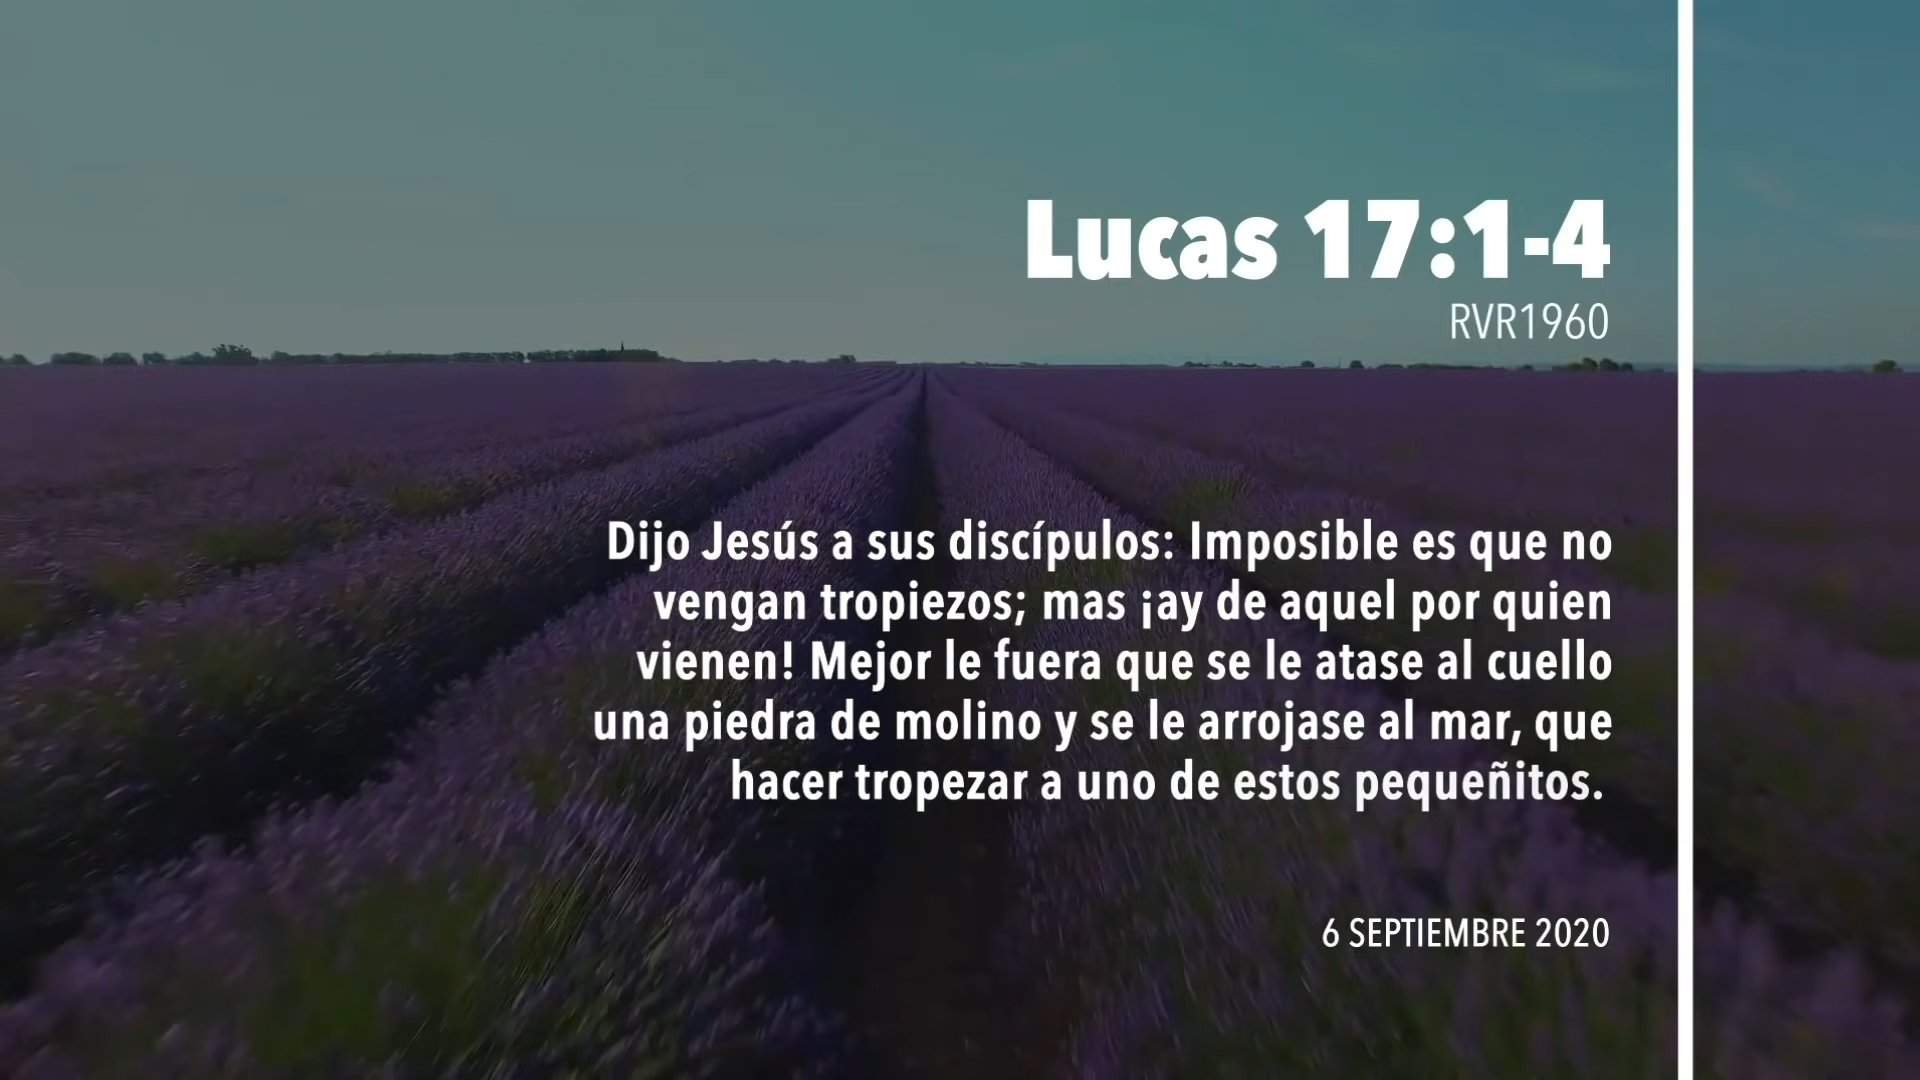 Lucas 17:1-4
RVR1960
Dijo Jesús a sus discípulos: Imposible es que no
vengan tropiezos; mas ¡ay de aquel por quien
vienen! Mejor le fuera que se le atase al cuello
una piedra de molino y se le arrojase al mar, que
hacer tropezar a uno de estos pequeñitos.
6 SEPTIEMBRE 2020